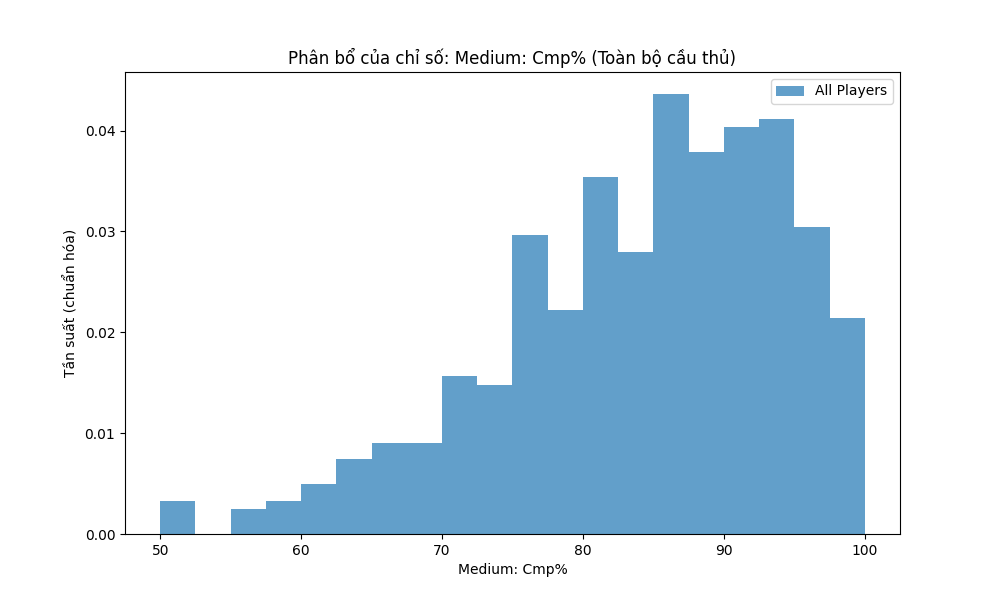 Phân bổ của chỉ số: Medium: Cmp% (Toàn bộ cầu thủ)
All Players
Tần suất (chuẩn hóa)
0.04
0.03
0.02
0.01
0.00
50 60 70 80 90 100
Medium: Cmp%